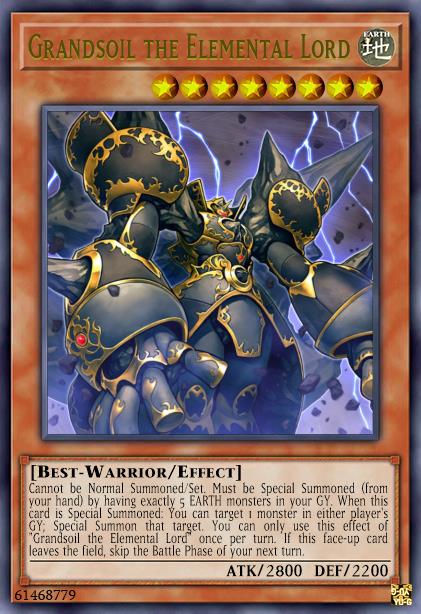 GRANDSOIL THE ELEMENTAL LORD
EARTH
地
[BEST-WARRIOR/EFFECT]
Cannot be Normal Summoned/Set. Must be Special Summoned (from
your hand) by having exactly 5 EARTH monsters in your GY. When this
card is Special Summoned: You can target 1 monster in either player's
GY; Special Summon that target. You can only use this effect of
"Grandsoil the Elemental Lord" once per turn. If this face-up card
leaves the field, skip the Battle Phase of your next turn.
ATK/2800 DEF/2200
61468779